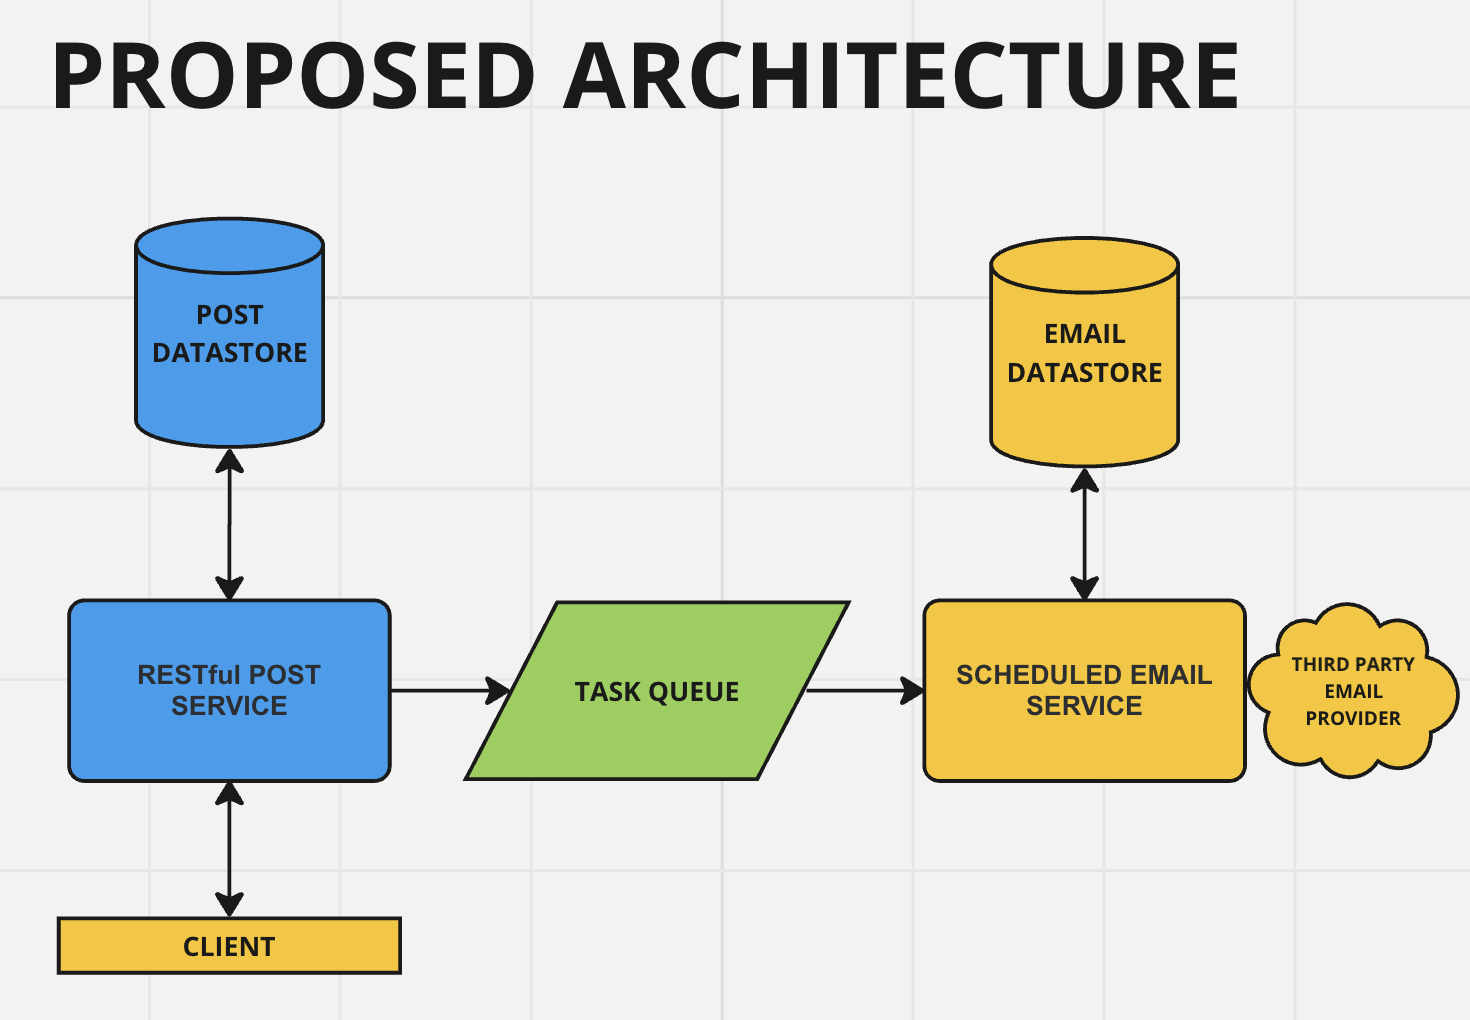 PROPOSED ARCHITECTURE
POST
DATASTORE
EMAIL
DATASTORE
RESTful POST
SERVICE
TASK QUEUE
SCHEDULED EMAIL
SERVICE
THIRD PARTY
EMAIL
PROVIDER
CLIENT